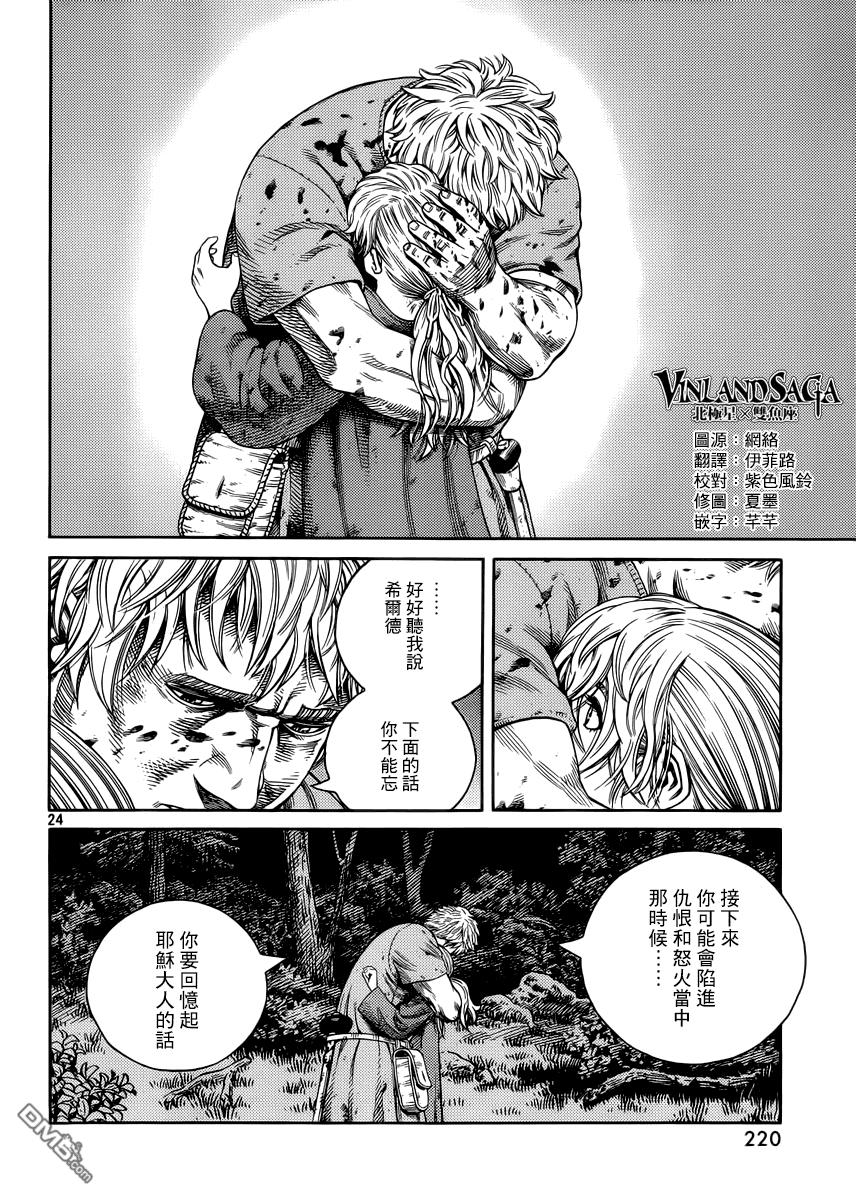 VINLAND SAGA
北極星×雙魚座
圖源：網絡
翻譯：伊菲路
校對：紫色風鈴
修圖：夏墨
嵌字：芊芊
……
好好聽我說
希爾德
下面的話
你不能忘
24
接下來
你可能會陷進
仇恨和怒火當中
那時候……
你要回憶起
耶穌大人的話
DM5.com
220